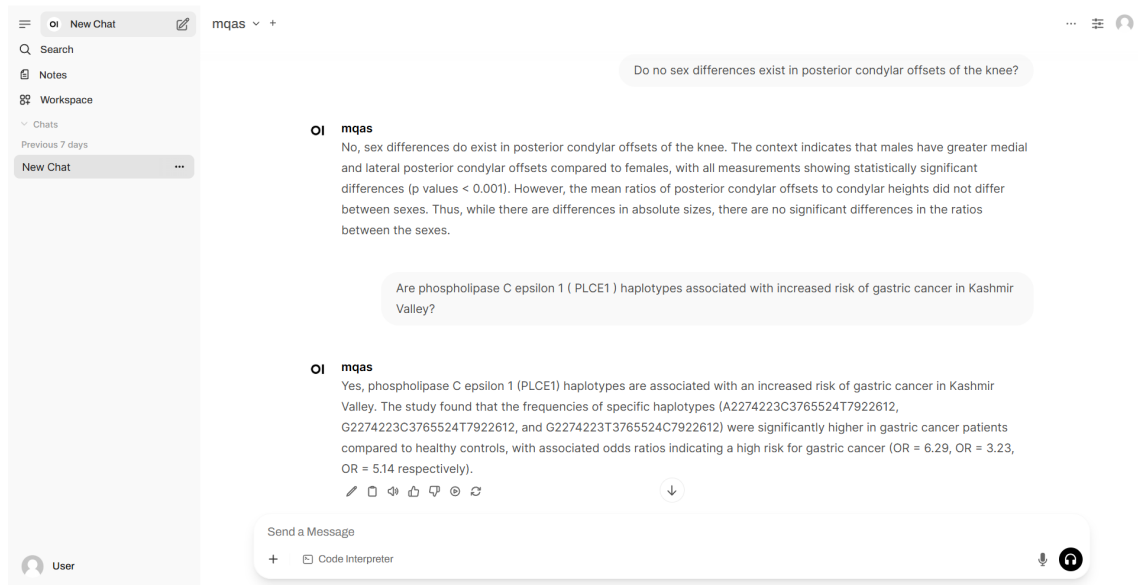 OI New Chat
Search
Notes
Workspace
Chats
Previous 7 days
New Chat
User
mqas
Do no sex differences exist in posterior condylar offsets of the knee?
OI mqas
No, sex differences do exist in posterior condylar offsets of the knee. The context indicates that males have greater medial
and lateral posterior condylar offsets compared to females, with all measurements showing statistically significant
differences (p values < 0.001). However, the mean ratios of posterior condylar offsets to condylar heights did not differ
between sexes. Thus, while there are differences in absolute sizes, there are no significant differences in the ratios
between the sexes.
Are phospholipase C epsilon 1 ( PLCE1 ) haplotypes associated with increased risk of gastric cancer in Kashmir
Valley?
OI mqas
Yes, phospholipase C epsilon 1 (PLCE1) haplotypes are associated with an increased risk of gastric cancer in Kashmir
Valley. The study found that the frequencies of specific haplotypes (A2274223C3765524T7922612,
G2274223C3765524T7922612, and G2274223T3765524C7922612) were significantly higher in gastric cancer patients
compared to healthy controls, with associated odds ratios indicating a high risk for gastric cancer (OR = 6.29, OR = 3.23,
OR = 5.14 respectively).
Send a Message
Code Interpreter